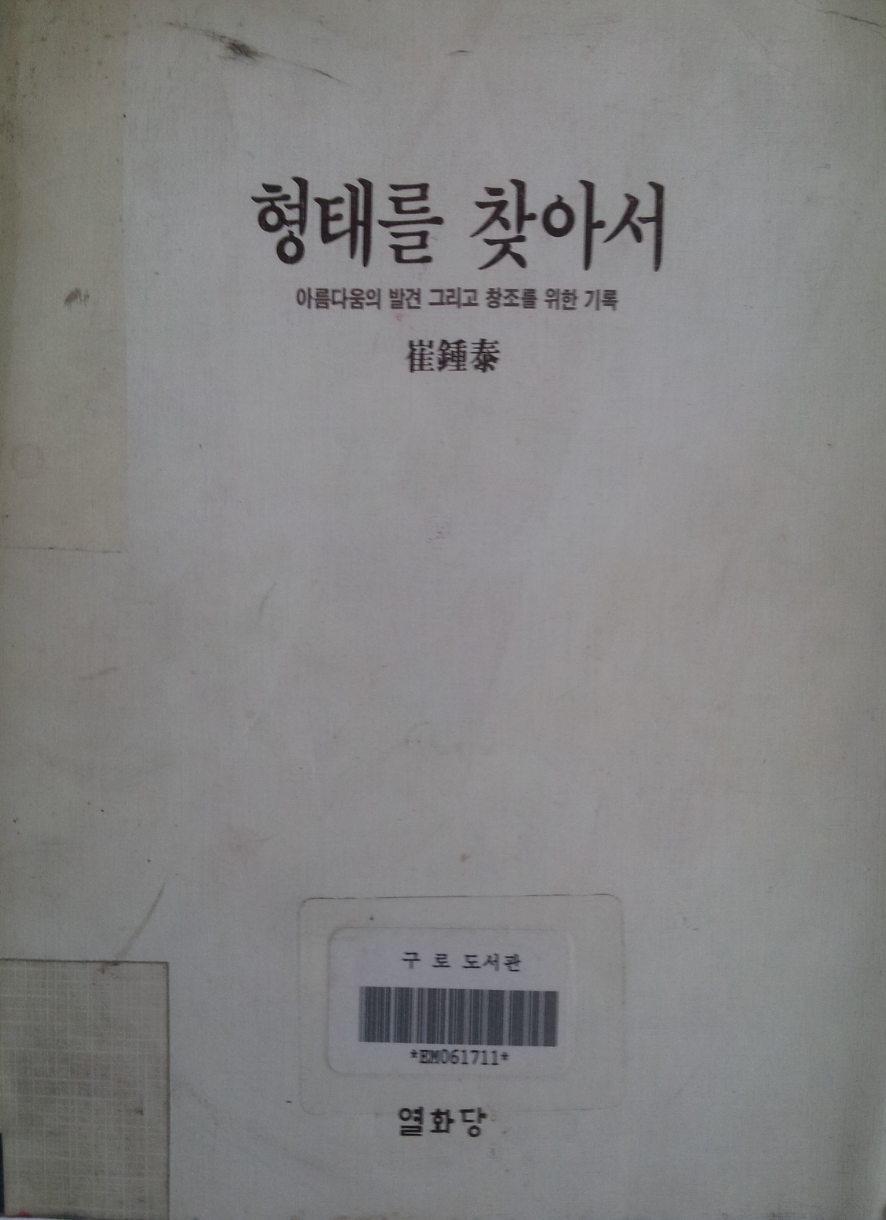 형태를 찾아서
아름다움의 발견 그리고 창조를 위한 기록
崔鍾泰
구로 도서관
*EM061711*
열화당